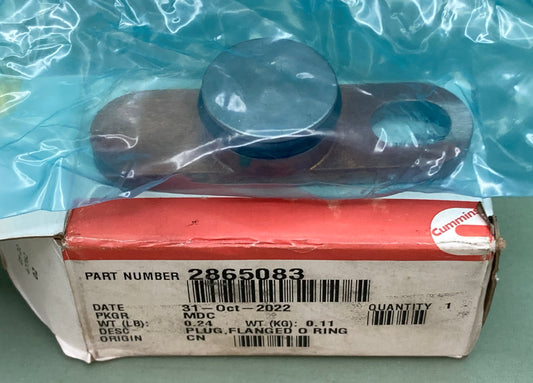 Cummins
PART NUMBER 2865083
DATE 31-Oct-2022 QUANTITY 1
PKGR MDC
WT (LB): 0.24 WT (KG): 0.11
DESC PLUG,FLANGED O RING
ORIGIN CN